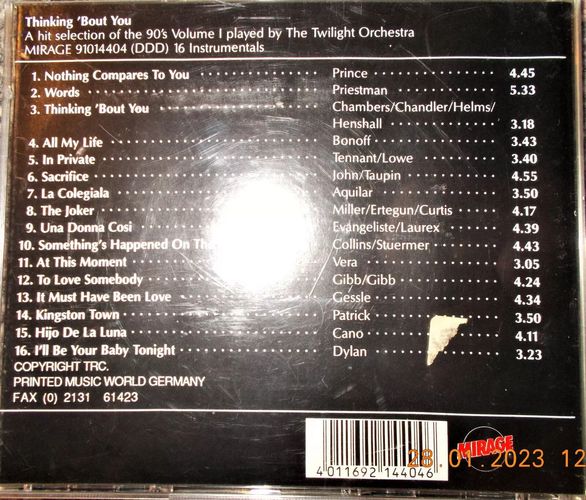 Thinking 'Bout You
A hit selection of the 90's Volume I played by The Twilight Orchestra
MIRAGE 91014404 (DDD) 16 Instrumentals
1. Nothing Compares To You Prince 4.45
2. Words Priestman 5.33
3. Thinking 'Bout You Chambers/Chandler/Helms/
Henshall 3.18
4. All My Life Bonoff 3.43
5. In Private Tennant/Lowe 3.40
6. Sacrifice John/Taupin 4.55
7. La Colegiala Aquilar 3.50
8. The Joker Miller/Ertegun/Curtis 4.17
9. Una Donna Cosi Evangeliste/Laurex 4.39
10. Something's Happened On Collins/Stuermer 4.43
11. At This Moment Vera 3.05
12. To Love Somebody Gibb/Gibb 4.24
13. It Must Have Been Love Gessle 4.34
14. Kingston Town Patrick 3.50
15. Hijo De La Luna Cano 4.11
16. I'll Be Your Baby Tonight Dylan 3.23
COPYRIGHT TRC.
PRINTED MUSIC WORLD GERMANY
FAX (0) 2131 61423
MIRAGE
4 011692 144046
28.01.2023 12